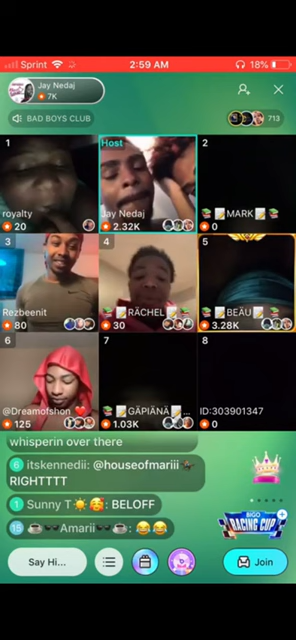 Sprint 2:59 AM 18%
Jay Nedaj
7K
BAD BOYS CLUB
713
1
Host
2
royalty
20
Jay Nedaj
2.32K
📚📝MARK📝📚
0
3
4
5
Rezbeenit
80
📚📝RÄCHEL📝📚
30
📚📝BEÄU📝📚
3.28K
6
7
8
@Dreamofshon ❤️
125
📚📝GÄPIÄNÄ📝...
1.03K
ID:303901347
0
whisperin over there
6 itskennedii: @houseofmariii
RIGHTTTT
1 Sunny T☀️🥰: BELOFF
15 ☕🕶️Amarii🕶️☕: 😂😂
BIGO
RACING CUP
Say Hi...
Join